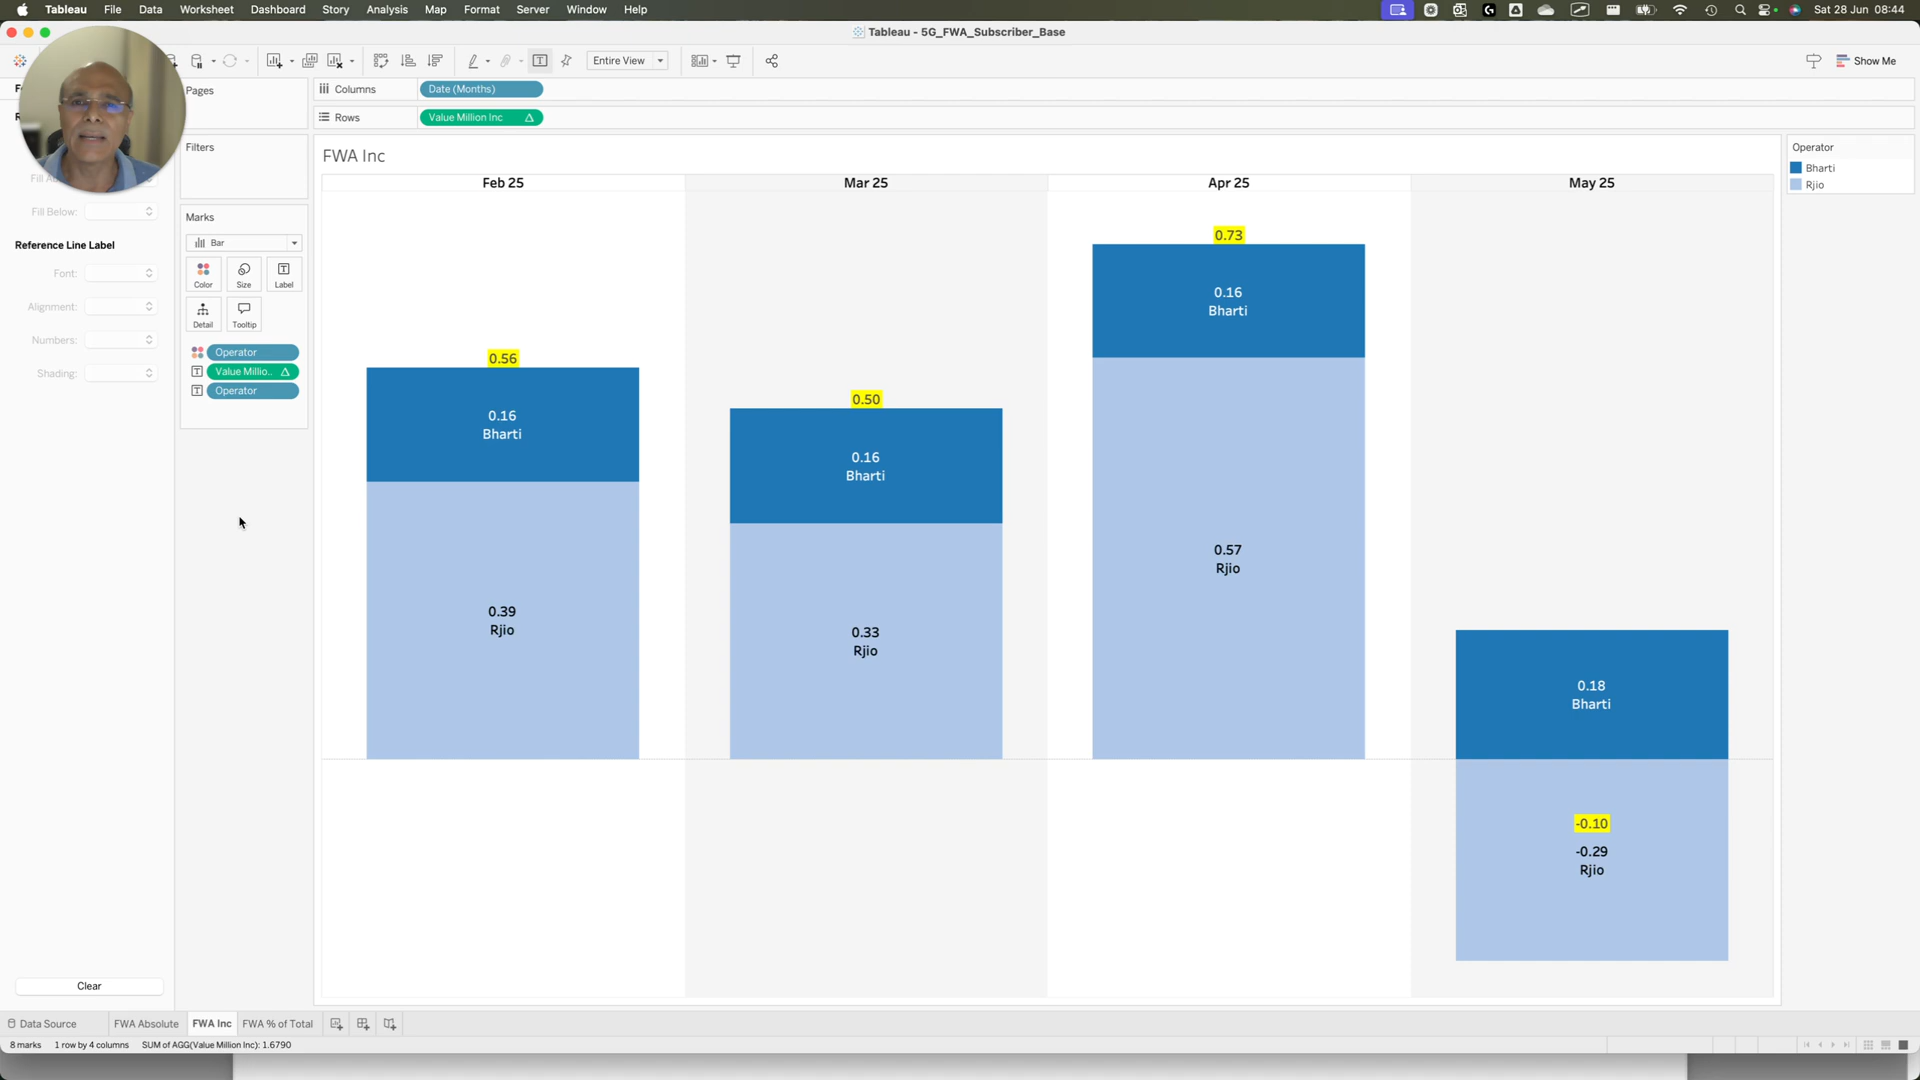 Tableau File Data Worksheet Dashboard Story Analysis Map Format Server Window Help
Sat 28 Jun 08:44
Tableau - 5G_FWA_Subscriber_Base
Entire View
Show Me
Pages
Columns
Date (Months)
Rows
Value Million Inc
Filters
Fill Below:
Marks
Bar
Color
Size
Label
Detail
Tooltip
Operator
Value Millio..
Operator
Reference Line Label
Font:
Alignment:
Numbers:
Shading:
Clear
FWA Inc
Feb 25
Mar 25
Apr 25
May 25
0.56
0.16
Bharti
0.39
Rjio
0.50
0.16
Bharti
0.33
Rjio
0.73
0.16
Bharti
0.57
Rjio
0.18
Bharti
-0.10
-0.29
Rjio
Operator
Bharti
Rjio
Data Source
FWA Absolute
FWA Inc
FWA % of Total
8 marks
1 row by 4 columns
SUM of AGG(Value Million Inc): 1.6790